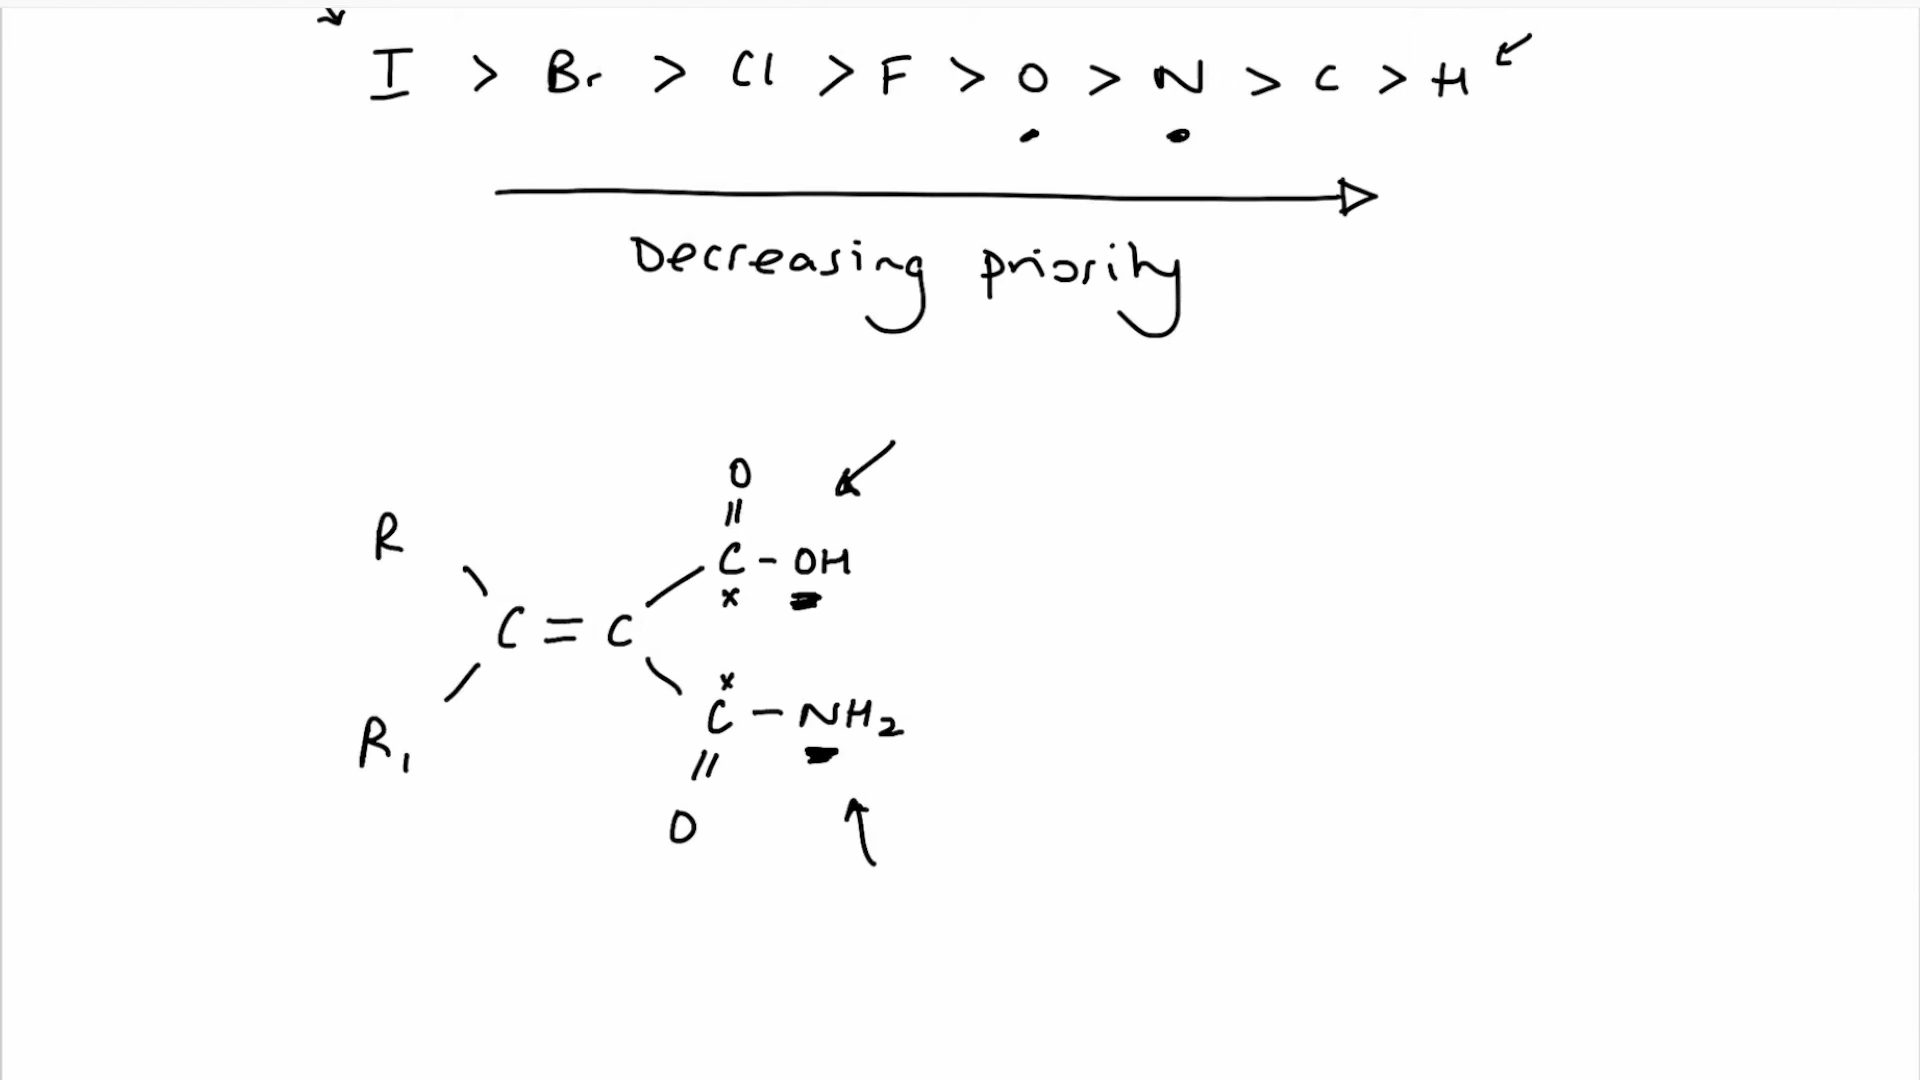 I > Br > Cl > F > O > N > C > H
Decreasing priority
O
||
R C - OH
x
C = C
x
C - NH2
R1 ||
O